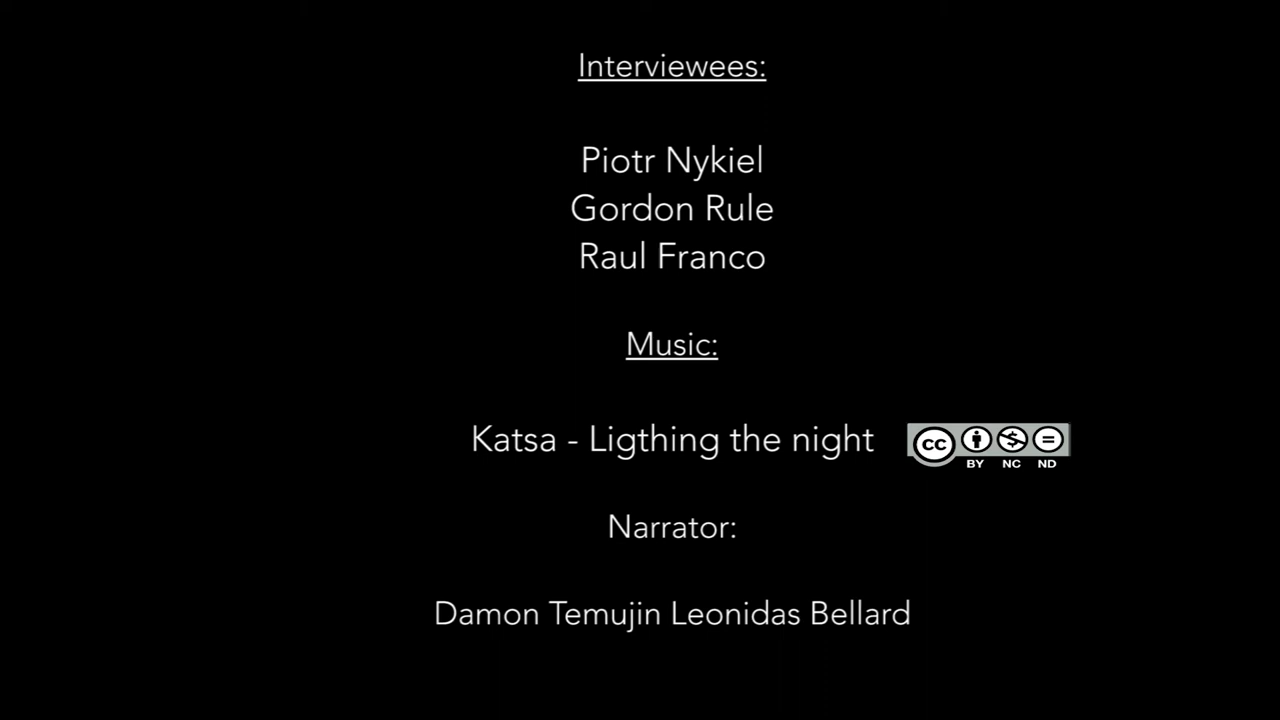 Interviewees:
Piotr Nykiel
Gordon Rule
Raul Franco
Music:
Katsa - Ligthing the night
cc
BY NC ND
Narrator:
Damon Temujin Leonidas Bellard